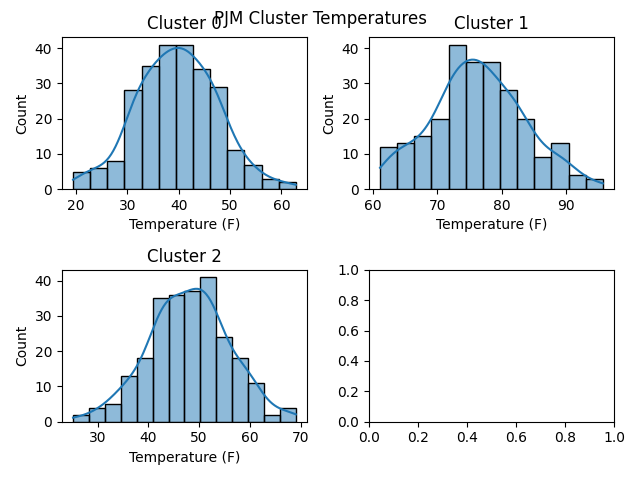 PJM Cluster Temperatures
Cluster 0
Cluster 1
Count
40
30
20
10
0
20 30 40 50 60
Temperature (F)
Count
40
30
20
10
0
60 70 80 90
Temperature (F)
Cluster 2
Count
40
30
20
10
0
30 40 50 60 70
Temperature (F)
1.0
0.8
0.6
0.4
0.2
0.0
0.0 0.2 0.4 0.6 0.8 1.0